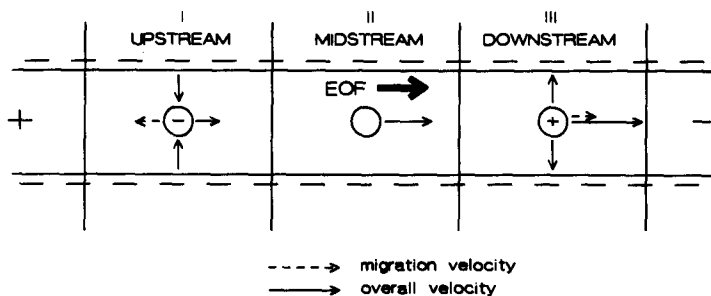 I II III
UPSTREAM MIDSTREAM DOWNSTREAM
EOF
+ − + −
migration velocity
overall velocity